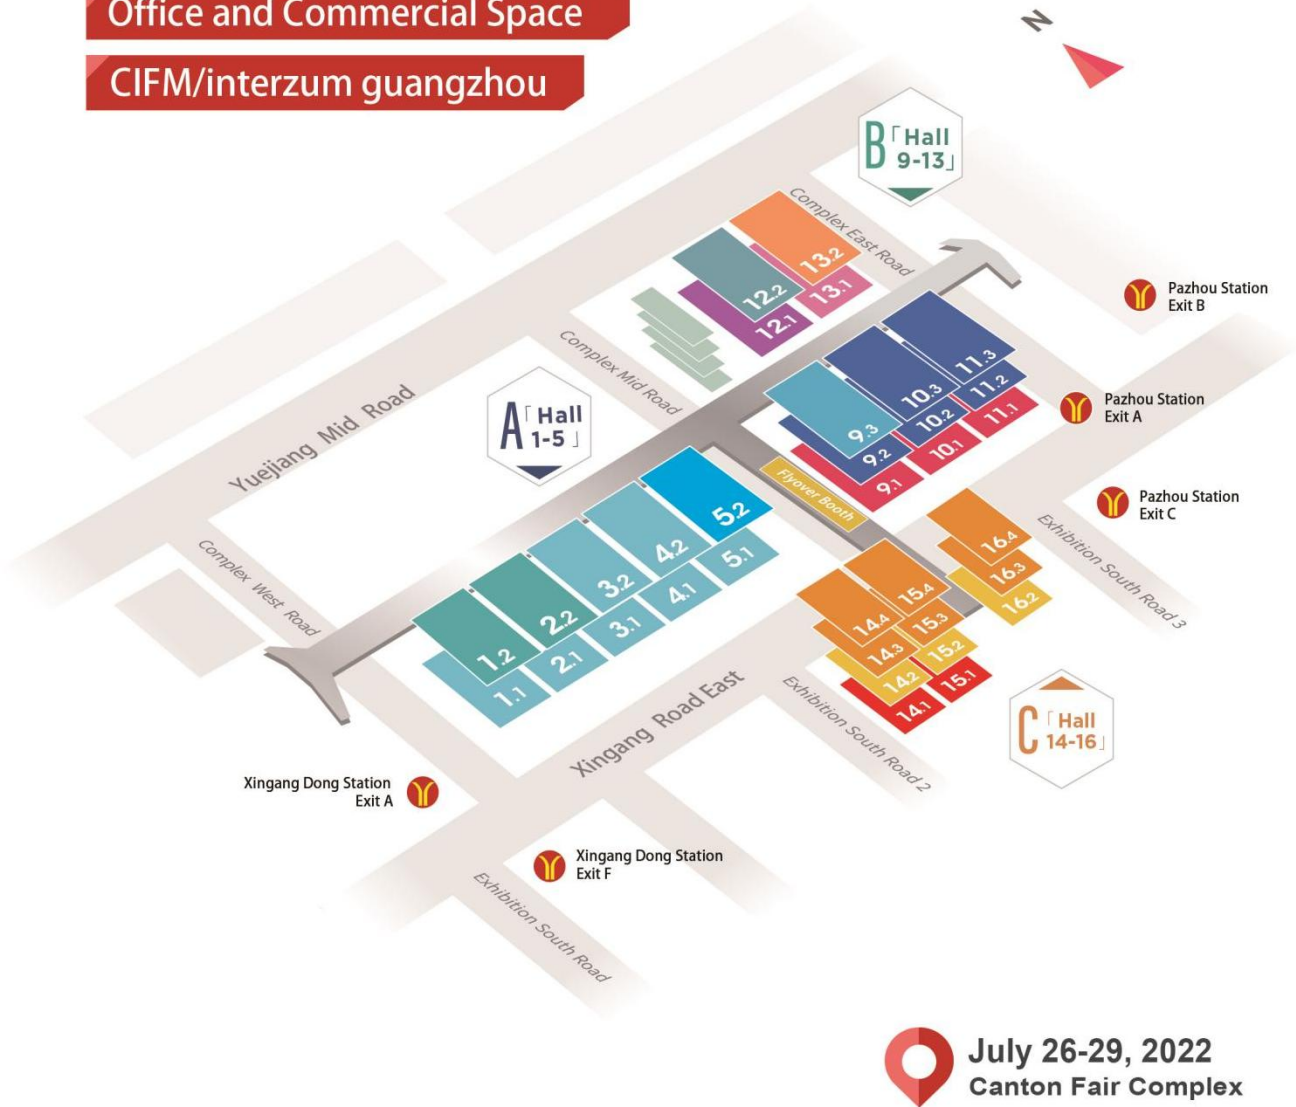 Office and Commercial Space
CIFM/interzum guangzhou
N
B「Hall
9-13」
Complex East Road
13.2
13.1
12.2
12.1
Pazhou Station
Exit B
Complex Mid Road
11.3
11.2
11.1
10.3
10.2
10.1
9.3
9.2
9.1
Pazhou Station
Exit A
Yuejiang Mid Road
A「Hall
1-5」
Flyover Booth
Pazhou Station
Exit C
5.2
5.1
4.2
4.1
3.2
3.1
2.2
2.1
1.2
1.1
Complex West Road
16.4
16.3
16.2
Exhibition South Road 3
15.4
15.3
15.2
15.1
14.4
14.3
14.2
14.1
Xingang Road East
Exhibition South Road 2
C「Hall
14-16」
Xingang Dong Station
Exit A
Xingang Dong Station
Exit F
Exhibition South Road
July 26-29, 2022
Canton Fair Complex